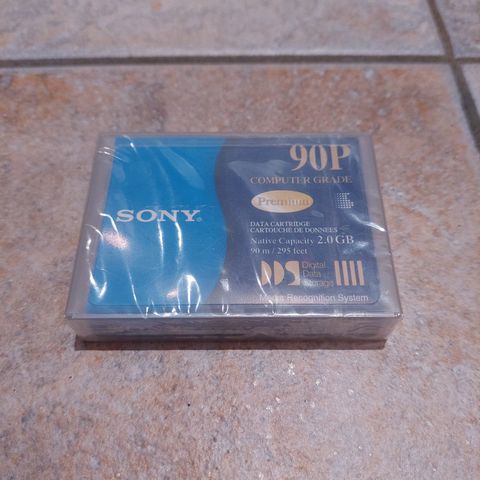 90P
COMPUTER GRADE
Premium
SONY®
DATA CARTRIDGE
CARTOUCHE DE DONNÉES
Native Capacity 2.0 GB
90 m / 295 feet
DDS Digital
Data
Storage
Media Recognition System